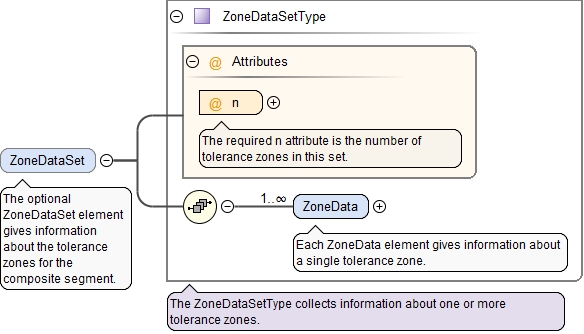 ZoneDataSetType
@ Attributes
@ n
The required n attribute is the number of
tolerance zones in this set.
ZoneDataSet
The optional
ZoneDataSet element
gives information
about the tolerance
zones for the
composite segment.
1..∞
ZoneData
Each ZoneData element gives information about
a single tolerance zone.
The ZoneDataSetType collects information about one or more
tolerance zones.